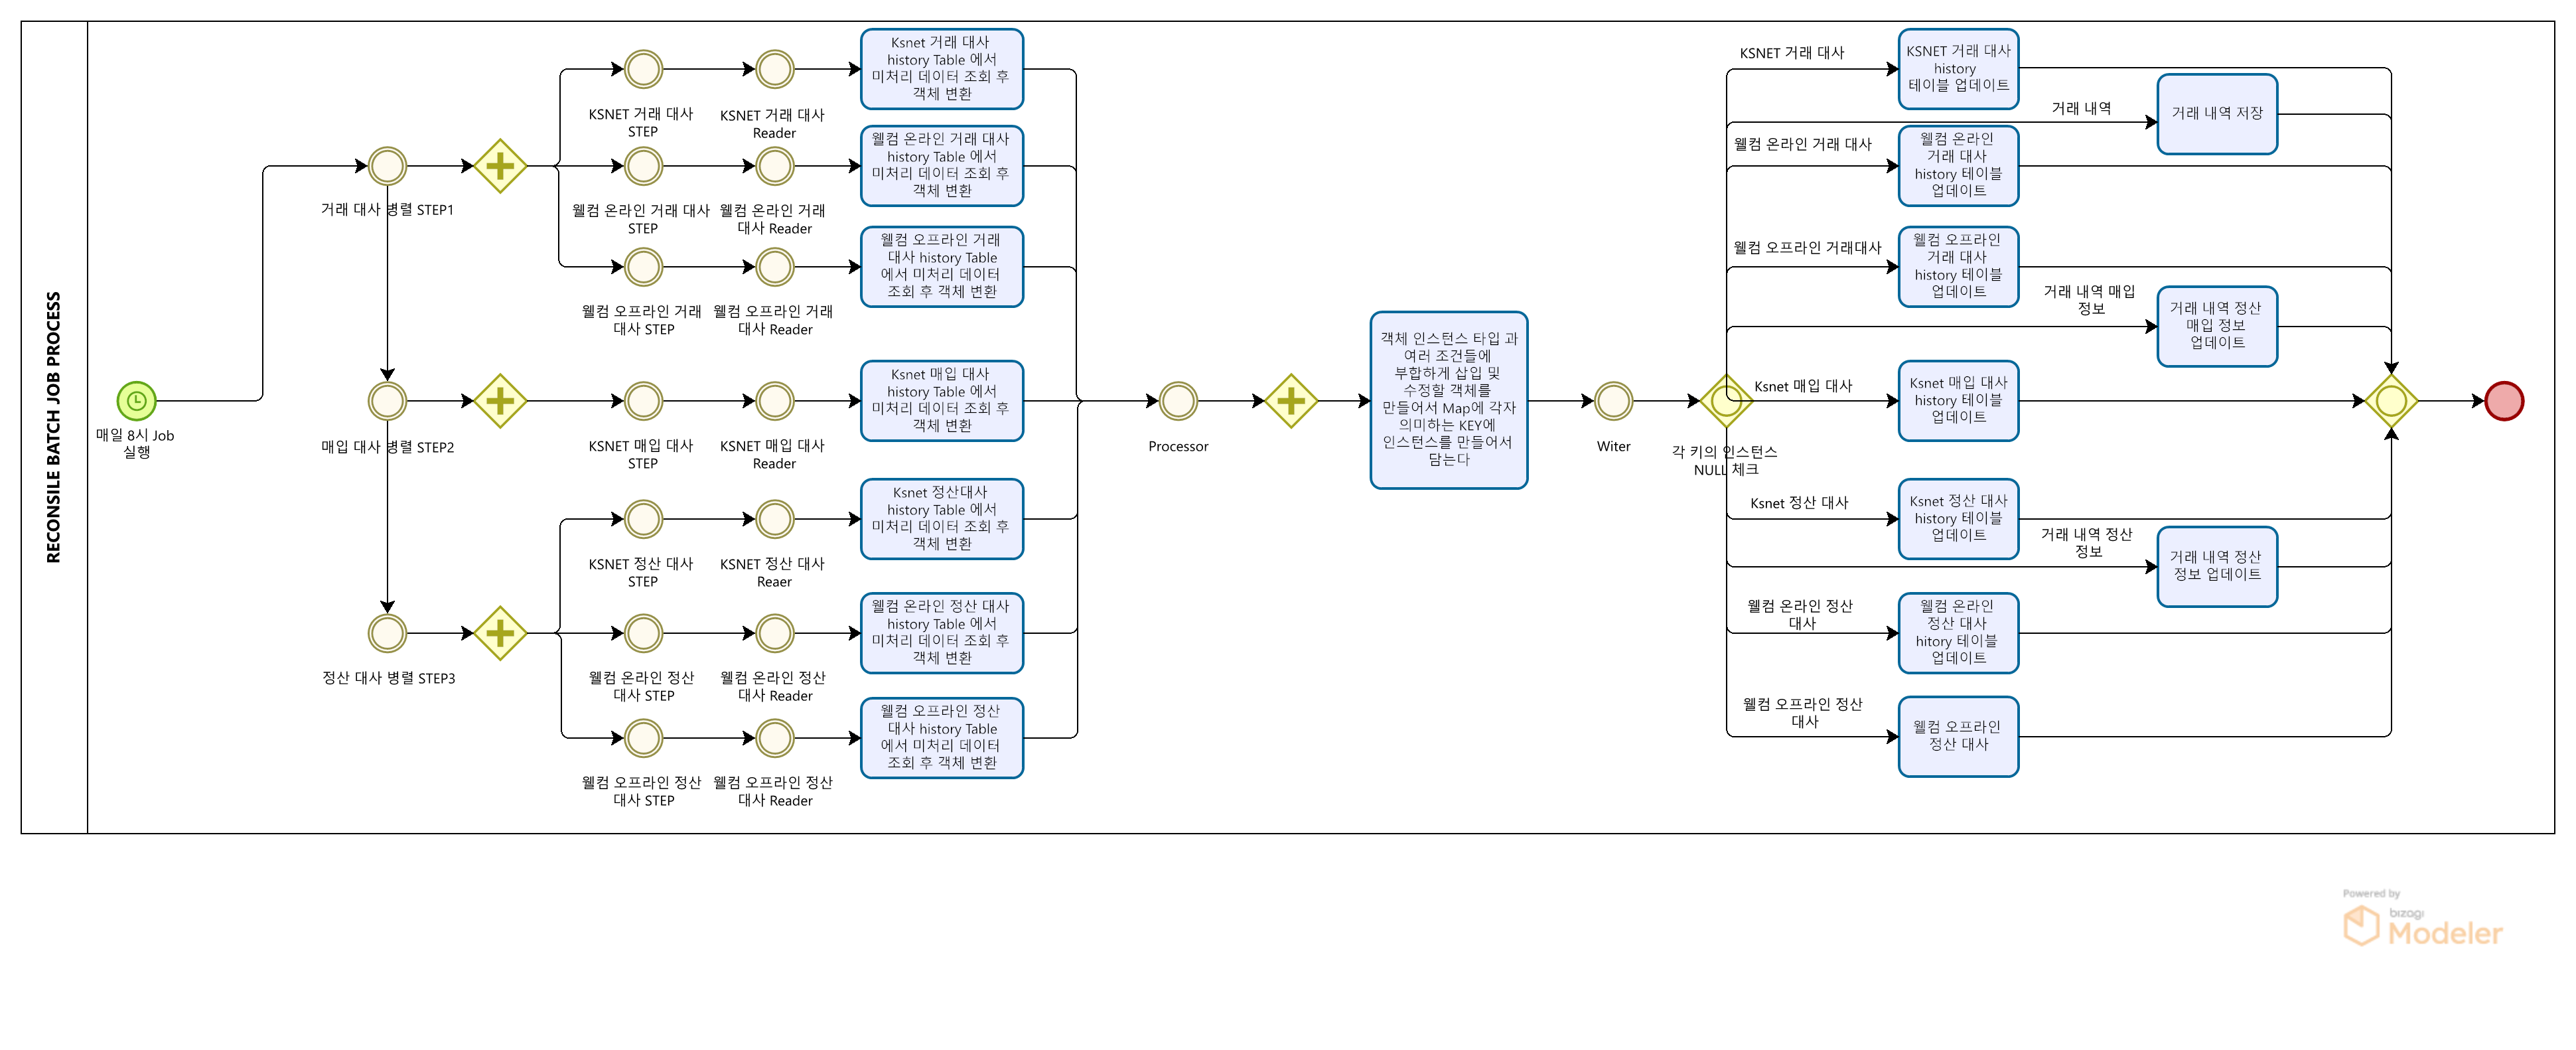 RECONSILE BATCH JOB PROCESS
매일 8시 Job
실행
거래 대사 병렬 STEP1
매입 대사 병렬 STEP2
정산 대사 병렬 STEP3
KSNET 거래 대사
STEP
KSNET 거래 대사
Reader
Ksnet 거래 대사
history Table 에서
미처리 데이터 조회 후
객체 변환
웰컴 온라인 거래 대사
STEP
웰컴 온라인 거래
대사 Reader
웰컴 온라인 거래 대사
history Table 에서
미처리 데이터 조회 후
객체 변환
웰컴 오프라인 거래
대사 STEP
웰컴 오프라인 거래
대사 Reader
웰컴 오프라인 거래
대사 history Table
에서 미처리 데이터
조회 후 객체 변환
KSNET 매입 대사
STEP
KSNET 매입 대사
Reader
Ksnet 매입 대사
history Table 에서
미처리 데이터 조회 후
객체 변환
KSNET 정산 대사
STEP
KSNET 정산 대사
Reaer
Ksnet 정산대사
history Table 에서
미처리 데이터 조회 후
객체 변환
웰컴 온라인 정산
대사 STEP
웰컴 온라인 정산
대사 Reader
웰컴 온라인 정산 대사
history Table 에서
미처리 데이터 조회 후
객체 변환
웰컴 오프라인 정산
대사 STEP
웰컴 오프라인 정산
대사 Reader
웰컴 오프라인 정산
대사 history Table
에서 미처리 데이터
조회 후 객체 변환
Processor
객체 인스턴스 타입 과
여러 조건들에
부합하게 삽입 및
수정할 객체를
만들어서 Map에 각자
의미하는 KEY에
인스턴스를 만들어서
담는다
Witer
각 키의 인스턴스
NULL 체크
KSNET 거래 대사
KSNET 거래 대사
history
테이블 업데이트
거래 내역
거래 내역 저장
웰컴 온라인 거래 대사
웰컴 온라인
거래 대사
history 테이블
업데이트
웰컴 오프라인 거래대사
웰컴 오프라인
거래 대사
history 테이블
업데이트
거래 내역 매입
정보
거래 내역 정산
매입 정보
업데이트
Ksnet 매입 대사
Ksnet 매입 대사
history 테이블
업데이트
Ksnet 정산 대사
Ksnet 정산 대사
history 테이블
업데이트
거래 내역 정산
정보
거래 내역 정산
정보 업데이트
웰컴 온라인 정산
대사
웰컴 온라인
정산 대사
hitory 테이블
업데이트
웰컴 오프라인 정산
대사
웰컴 오프라인
정산 대사
Powered by
bizagi
Modeler